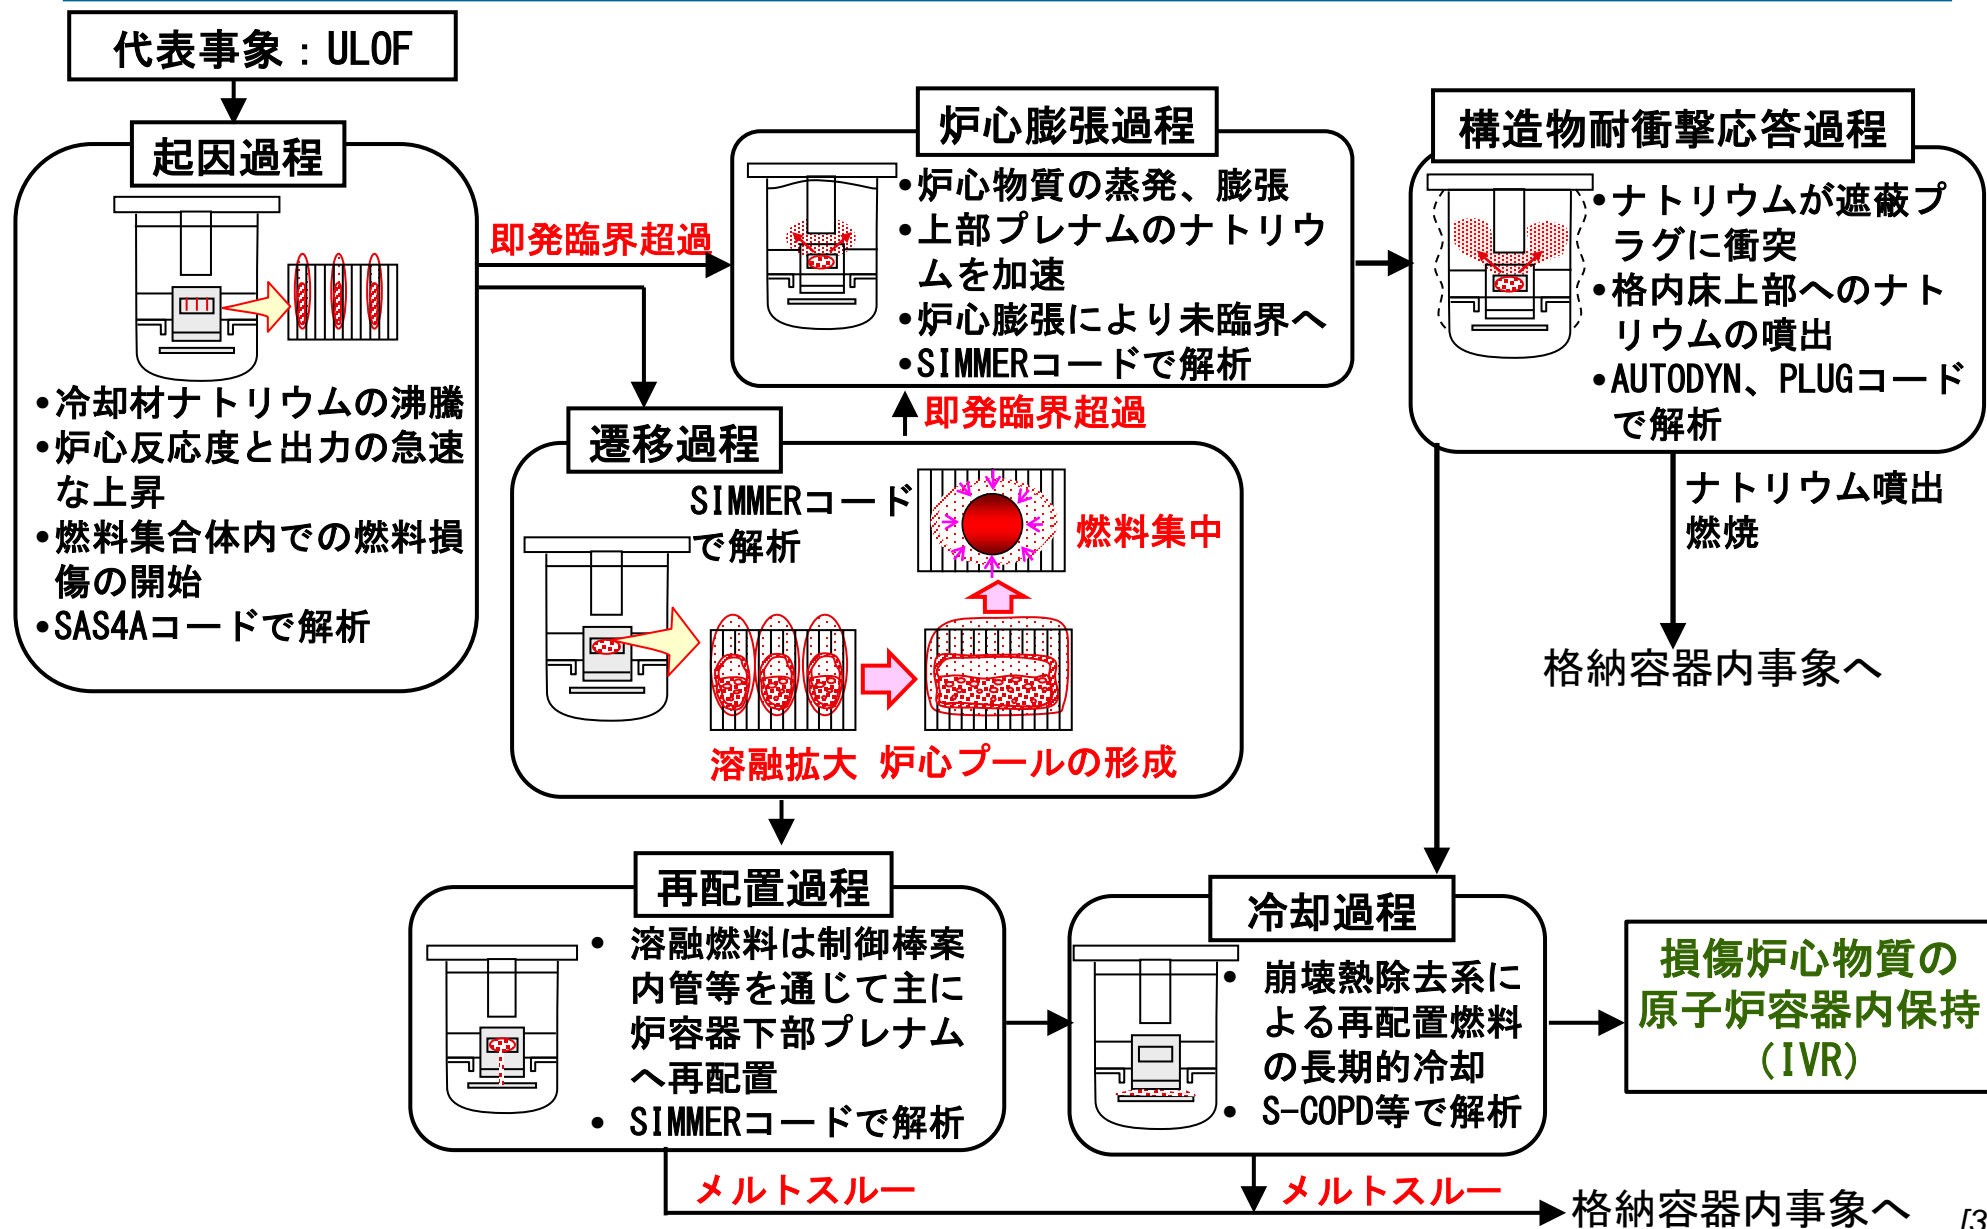 代表事象：ULOF
起因過程
•冷却材ナトリウムの沸騰
•炉心反応度と出力の急速
な上昇
•燃料集合体内での燃料損
傷の開始
•SAS4Aコードで解析
即発臨界超過
炉心膨張過程
•炉心物質の蒸発、膨張
•上部プレナムのナトリウ
ムを加速
•炉心膨張により未臨界へ
•SIMMERコードで解析
構造物耐衝撃応答過程
•ナトリウムが遮蔽プ
ラグに衝突
•格内床上部へのナト
リウムの噴出
•AUTODYN、PLUGコード
で解析
即発臨界超過
遷移過程
SIMMERコード
で解析
燃料集中
溶融拡大
炉心プールの形成
ナトリウム噴出
燃焼
格納容器内事象へ
再配置過程
• 溶融燃料は制御棒案
内管等を通じて主に
炉容器下部プレナム
へ再配置
• SIMMERコードで解析
冷却過程
• 崩壊熱除去系に
よる再配置燃料
の長期的冷却
• S-COPD等で解析
損傷炉心物質の
原子炉容器内保持
(IVR)
メルトスルー
メルトスルー
格納容器内事象へ
[3